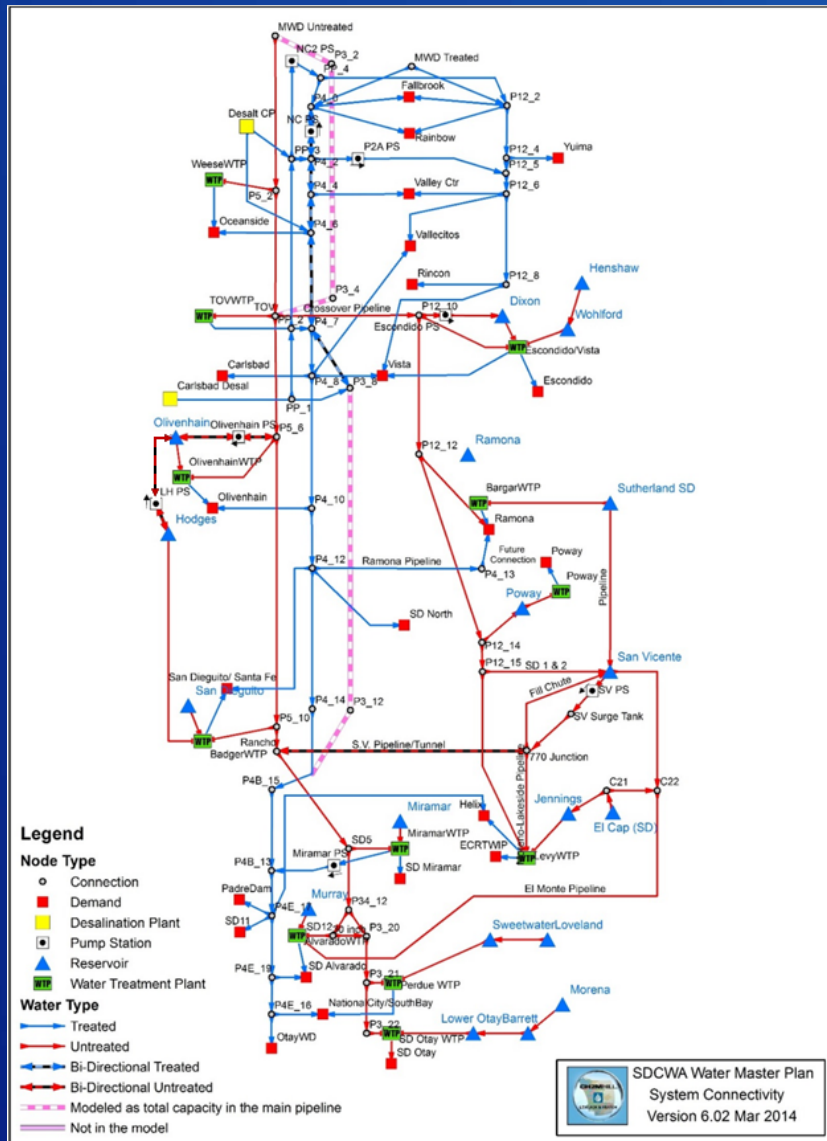 MWD Untreated
NC2 PS
P3_2
PP_4
MWD Treated
Fallbrook
P12_2
Desalt CP
NC PS
Rainbow
P2A PS
P12_4
Yuima
P4_2
P12_5
WeeseWTP
P5_2
P4_4
Valley Ctr
P12_6
Oceanside
P4_6
Vallecitos
Rincon
P12_8
Henshaw
P3_4
Dixon
TOVWTP
TOV
Crossover Pipeline
P12_10
Wohlford
PP_2
P4_7
Escondido PS
Escondido/Vista
Carlsbad
P4_8
Vista
P3_8
Escondido
Carlsbad Desal
PP_1
Olivenhain
Olivenhain PS
P5_6
P12_12
Ramona
OlivenhainWTP
BargarWTP
Sutherland SD
LH PS
Olivenhain
P4_10
Ramona
Hodges
Future
Connection
Poway
P4_12
Ramona Pipeline
P4_13
Poway
Pipeline
Poway
SD North
P12_14
P12_15
SD 1 & 2
San Vicente
San Dieguito/ Santa Fe
Fill Chute
SV PS
P4_14
P3_12
SV Surge Tank
P5_10
Rancho
BadgerWTP
S.V. Pipeline/Tunnel
770 Junction
P4B_15
C21
C22
Helix
Jennings
Miramar
El Cap (SD)
SD5
MiramarWTP
ECRTWIP
LevyWTP
P4B_13
Miramar PS
SD Miramar
El Monte Pipeline
PadreDam
Murray
P34_12
SD11
SD12
P3_20
SweetwaterLoveland
AlvaradoWTP
P4E_19
SD Alvarado
P3_21
Perdue WTP
Morena
P4E_16
NationalCity/SouthBay
P3_22
SD Otay WTP
Lower OtayBarrett
OtayWD
SD Otay
Legend
Node Type
Connection
Demand
Desalination Plant
Pump Station
Reservoir
WTP Water Treatment Plant
Water Type
Treated
Untreated
Bi-Directional Treated
Bi-Directional Untreated
Modeled as total capacity in the main pipeline
Not in the model
SDCWA Water Master Plan
System Connectivity
Version 6.02 Mar 2014